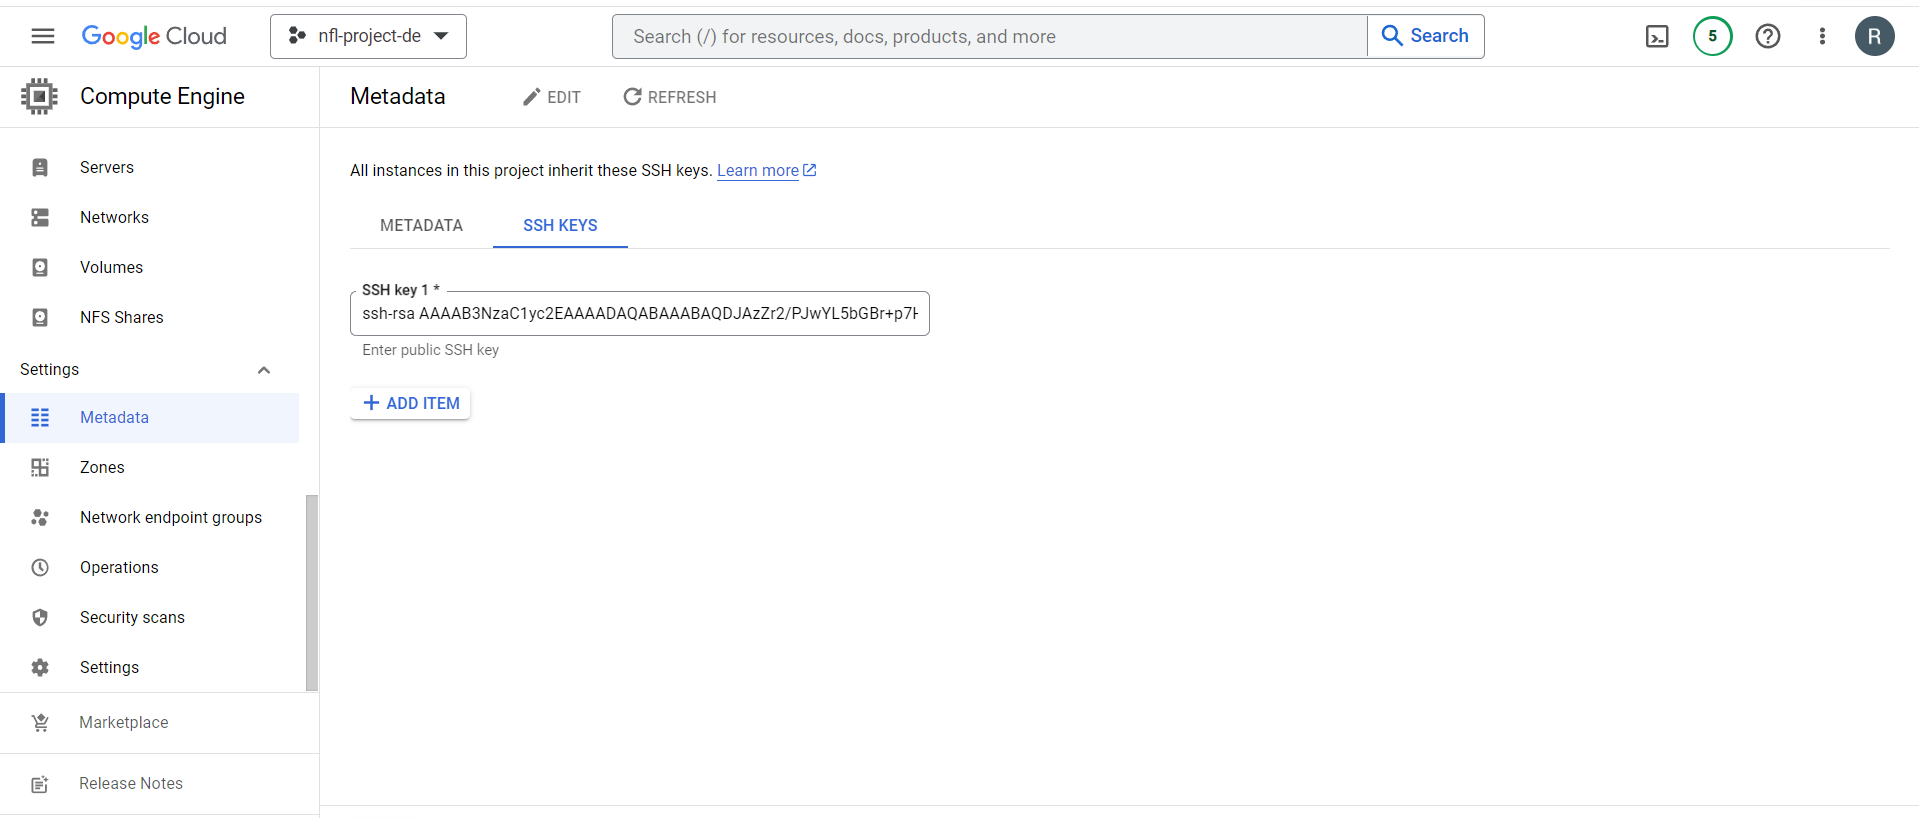 Google Cloud
nfl-project-de
Search (/) for resources, docs, products, and more
Search
5
R
Compute Engine
Metadata
EDIT
REFRESH
Servers
Networks
Volumes
NFS Shares
Settings
Metadata
Zones
Network endpoint groups
Operations
Security scans
Settings
Marketplace
Release Notes
All instances in this project inherit these SSH keys. Learn more
METADATA
SSH KEYS
SSH key 1 *
ssh-rsa AAAAB3NzaC1yc2EAAAADAQABAAABAQDJAzZr2/PJwYL5bGBr+p7
Enter public SSH key
+ ADD ITEM